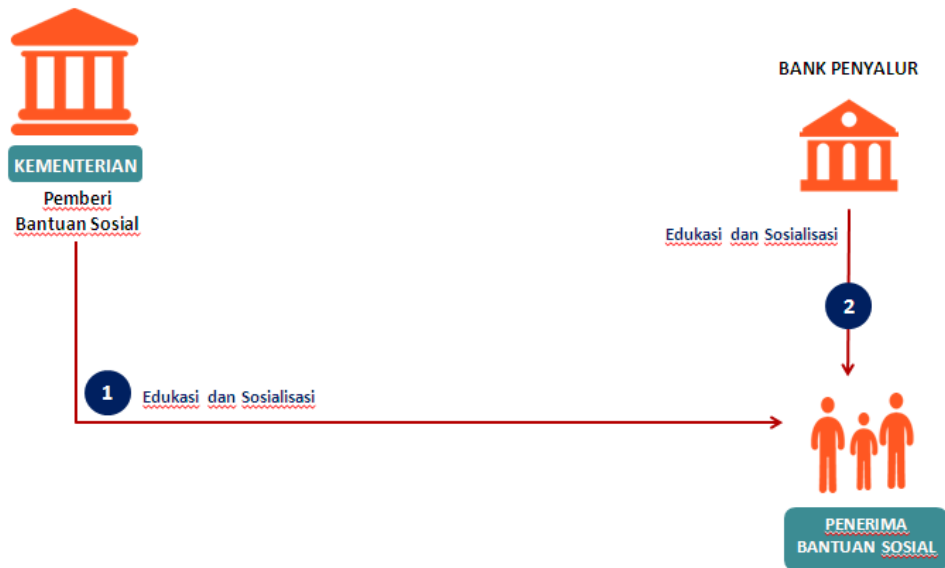 BANK PENYALUR
KEMENTERIAN
Pemberi
Bantuan Sosial
Edukasi dan Sosialisasi
2
1
Edukasi dan Sosialisasi
PENERIMA
BANTUAN SOSIAL